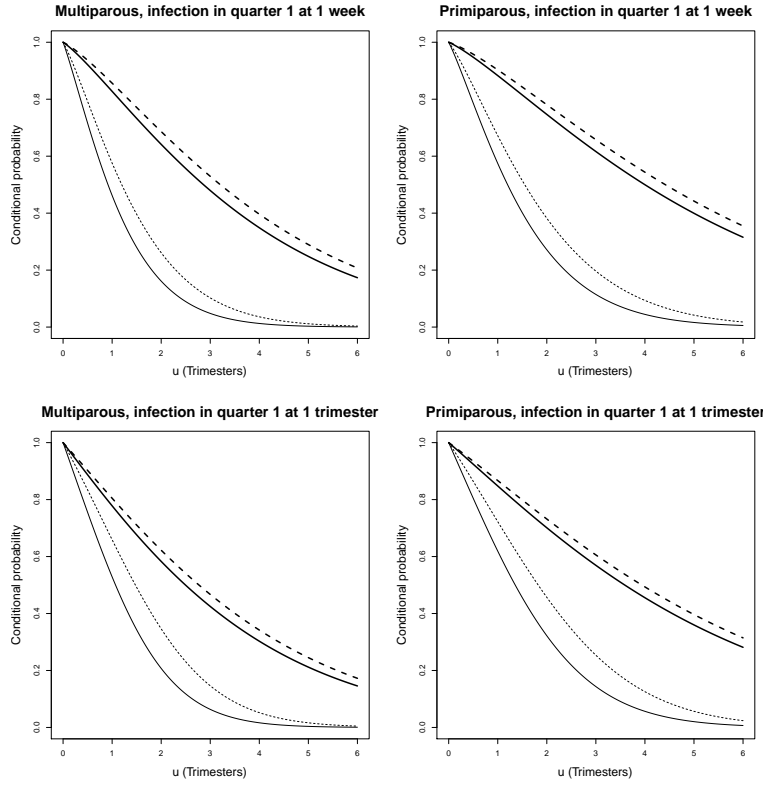 Multiparous, infection in quarter 1 at 1 week
Conditional probability
1.0
0.8
0.6
0.4
0.2
0.0
0 1 2 3 4 5 6
u (Trimesters)
Primiparous, infection in quarter 1 at 1 week
Conditional probability
1.0
0.8
0.6
0.4
0.2
0.0
0 1 2 3 4 5 6
u (Trimesters)
Multiparous, infection in quarter 1 at 1 trimester
Conditional probability
1.0
0.8
0.6
0.4
0.2
0.0
0 1 2 3 4 5 6
u (Trimesters)
Primiparous, infection in quarter 1 at 1 trimester
Conditional probability
1.0
0.8
0.6
0.4
0.2
0.0
0 1 2 3 4 5 6
u (Trimesters)